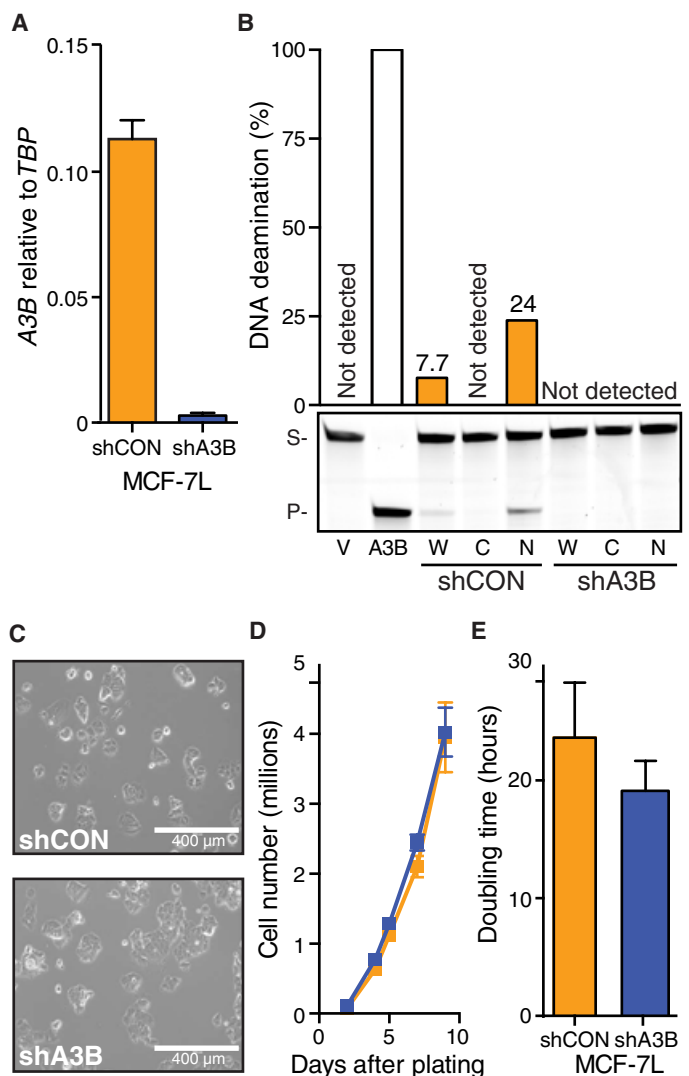 A
0.15
0.10
0.05
0
A3B relative to TBP
shCON shA3B
MCF-7L
B
100
75
50
25
0
DNA deamination (%)
Not detected
7.7
Not detected
24
Not detected
S-
P-
V A3B W C N W C N
shCON shA3B
C
shCON
400 µm
shA3B
400 µm
D
5
4
3
2
1
0
Cell number (millions)
0 5 10
Days after plating
E
30
20
10
0
Doubling time (hours)
shCON shA3B
MCF-7L